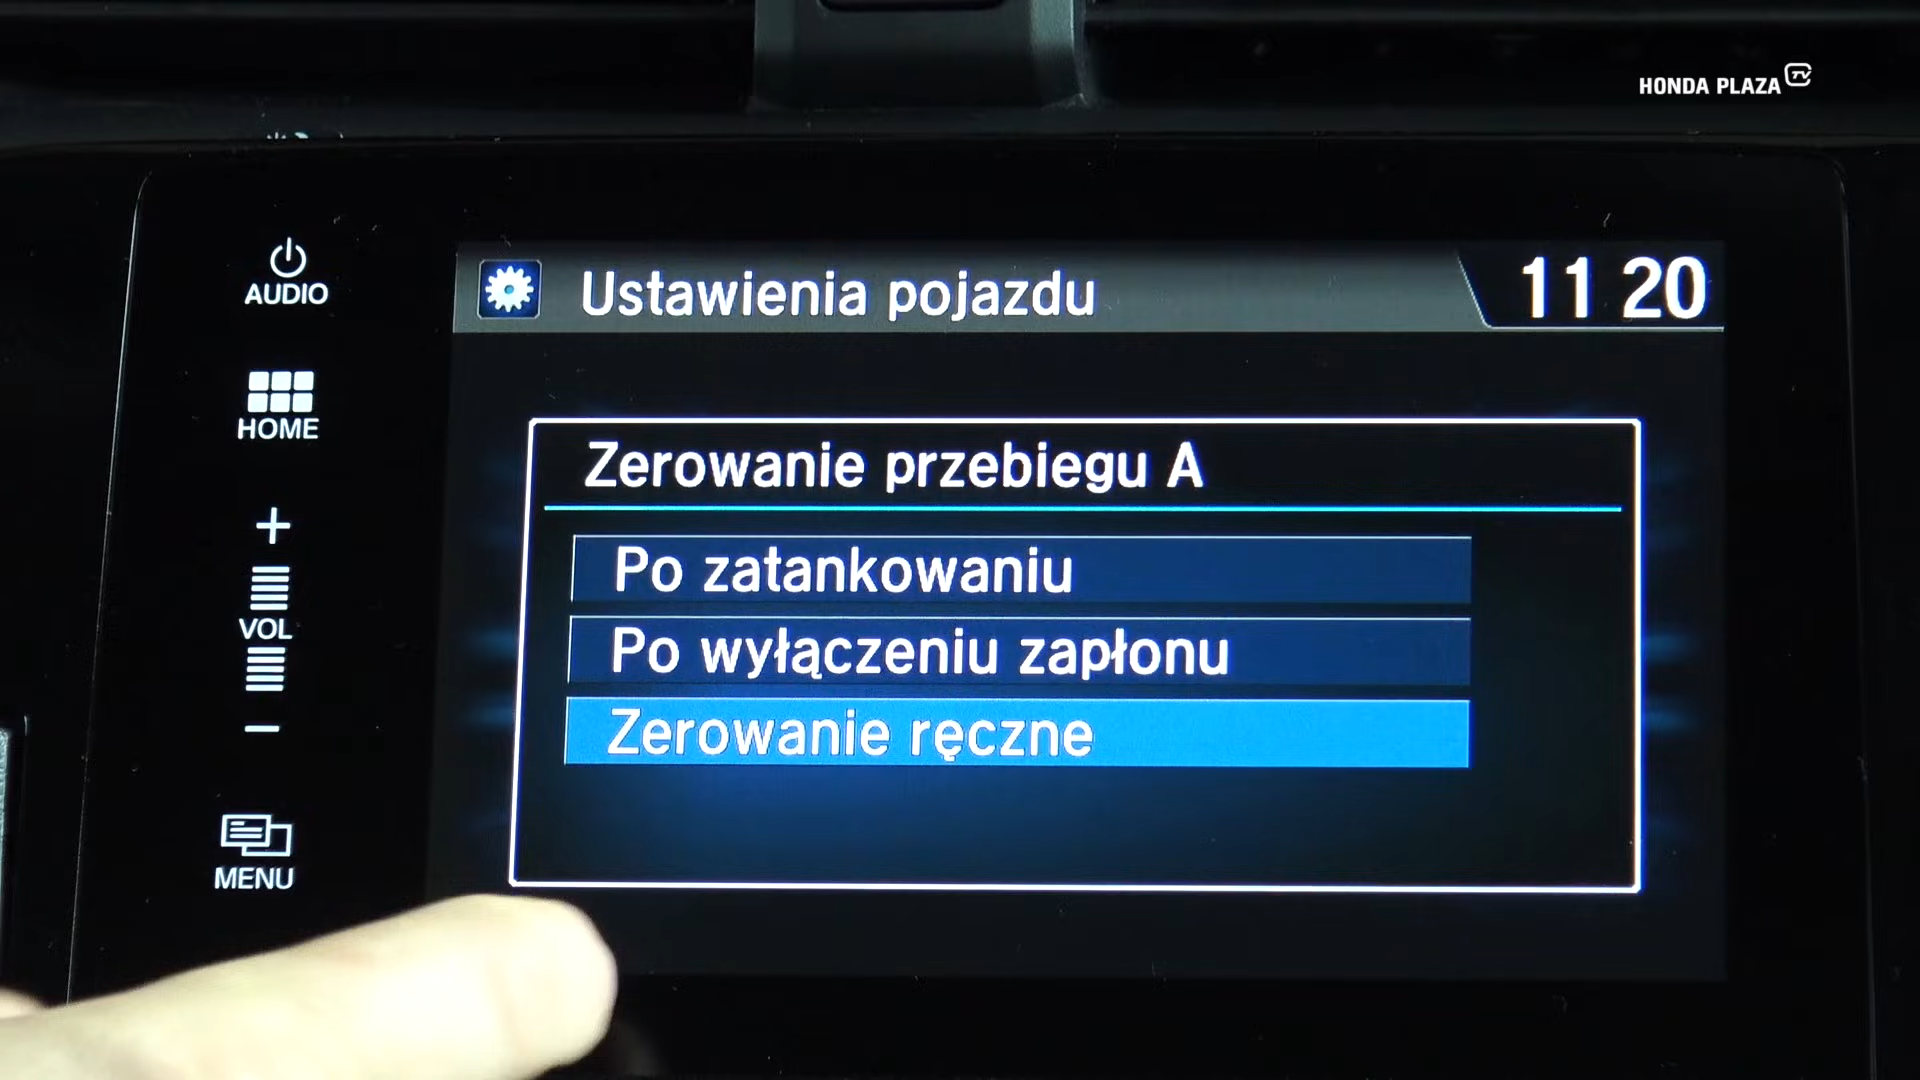 HONDA PLAZA TV
AUDIO
HOME
+
VOL
−
MENU
Ustawienia pojazdu
11 20
Zerowanie przebiegu A
Po zatankowaniu
Po wyłączeniu zapłonu
Zerowanie ręczne